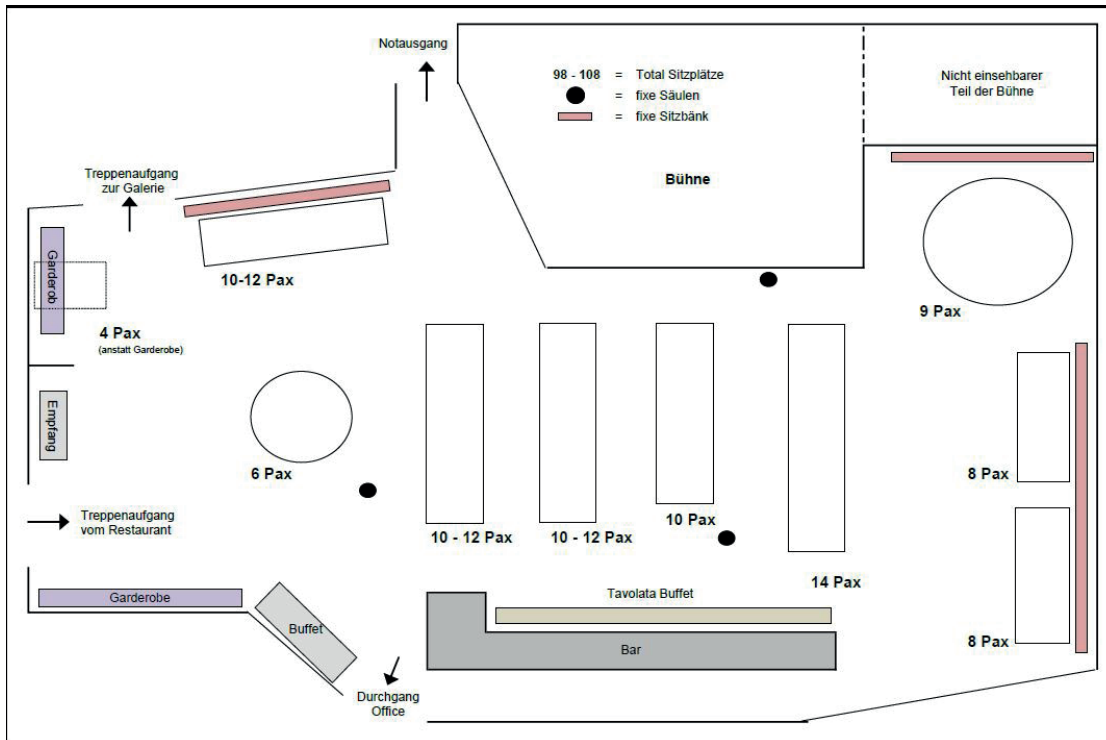 Notausgang
98 - 108 = Total Sitzplätze
= fixe Säulen
= fixe Sitzbänk
Nicht einsehbarer
Teil der Bühne
Treppenaufgang
zur Galerie
Bühne
Garderob
10-12 Pax
9 Pax
4 Pax
(anstatt Garderobe)
Empfang
6 Pax
8 Pax
Treppenaufgang
vom Restaurant
10 - 12 Pax
10 - 12 Pax
10 Pax
14 Pax
Garderobe
Tavolata Buffet
Buffet
Bar
8 Pax
Durchgang
Office